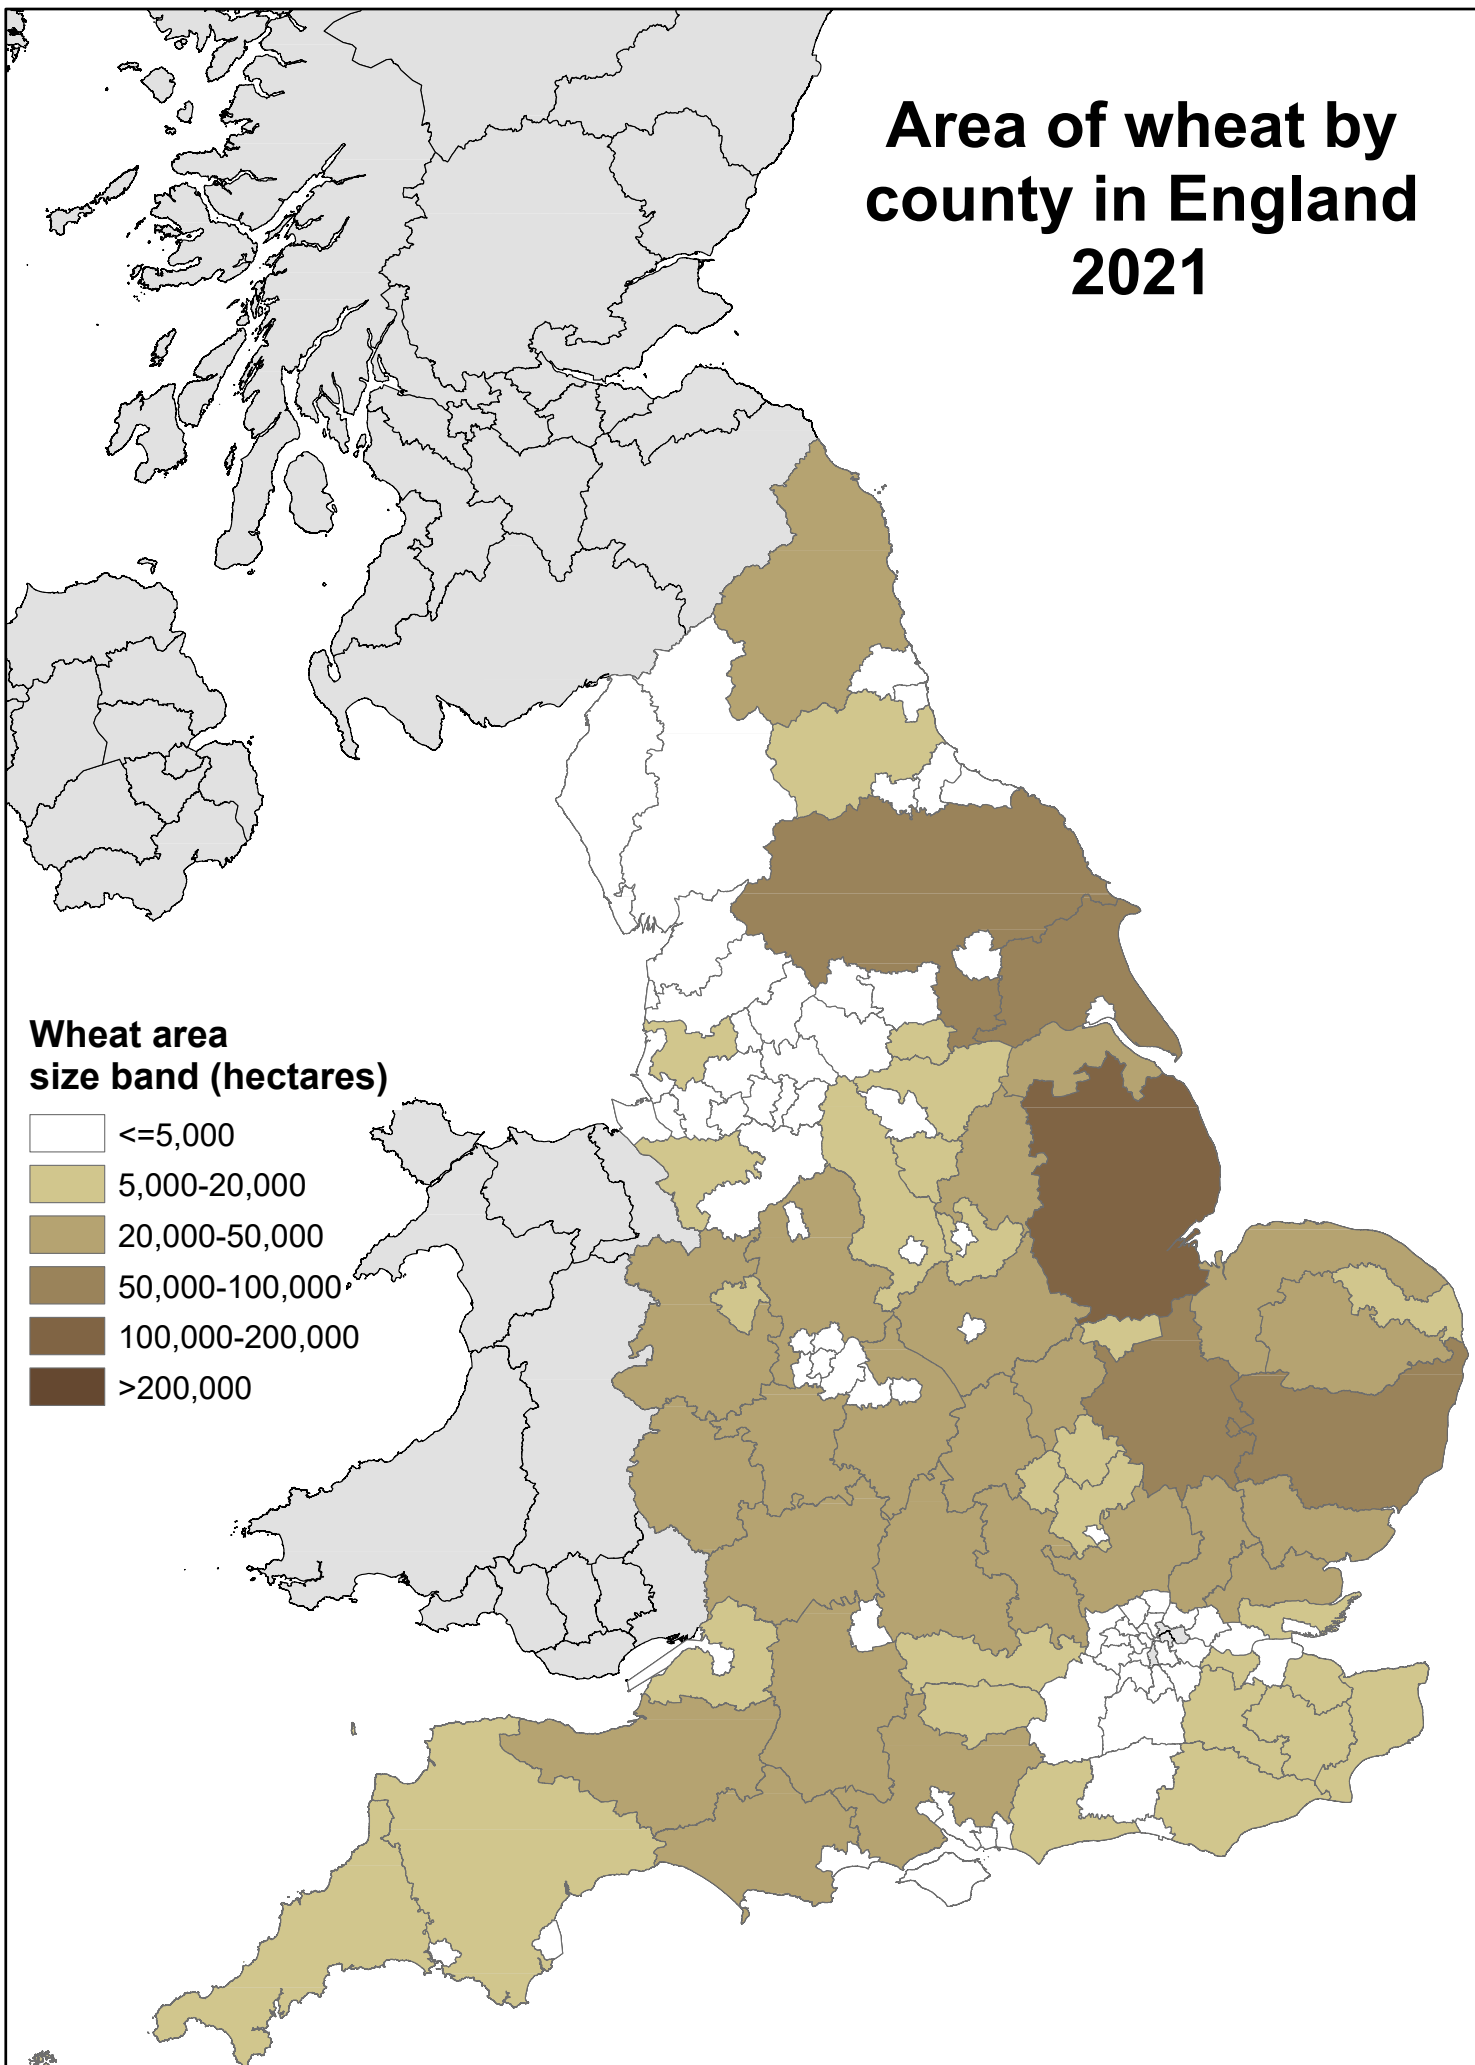 Area of wheat by
county in England
2021
Wheat area
size band (hectares)
<=5,000
5,000-20,000
20,000-50,000
50,000-100,000
100,000-200,000
>200,000